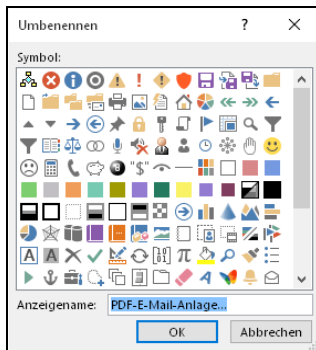 Umbenennen ? ✕
Symbol:
Anzeigename: PDF-E-Mail-Anlage...
OK Abbrechen